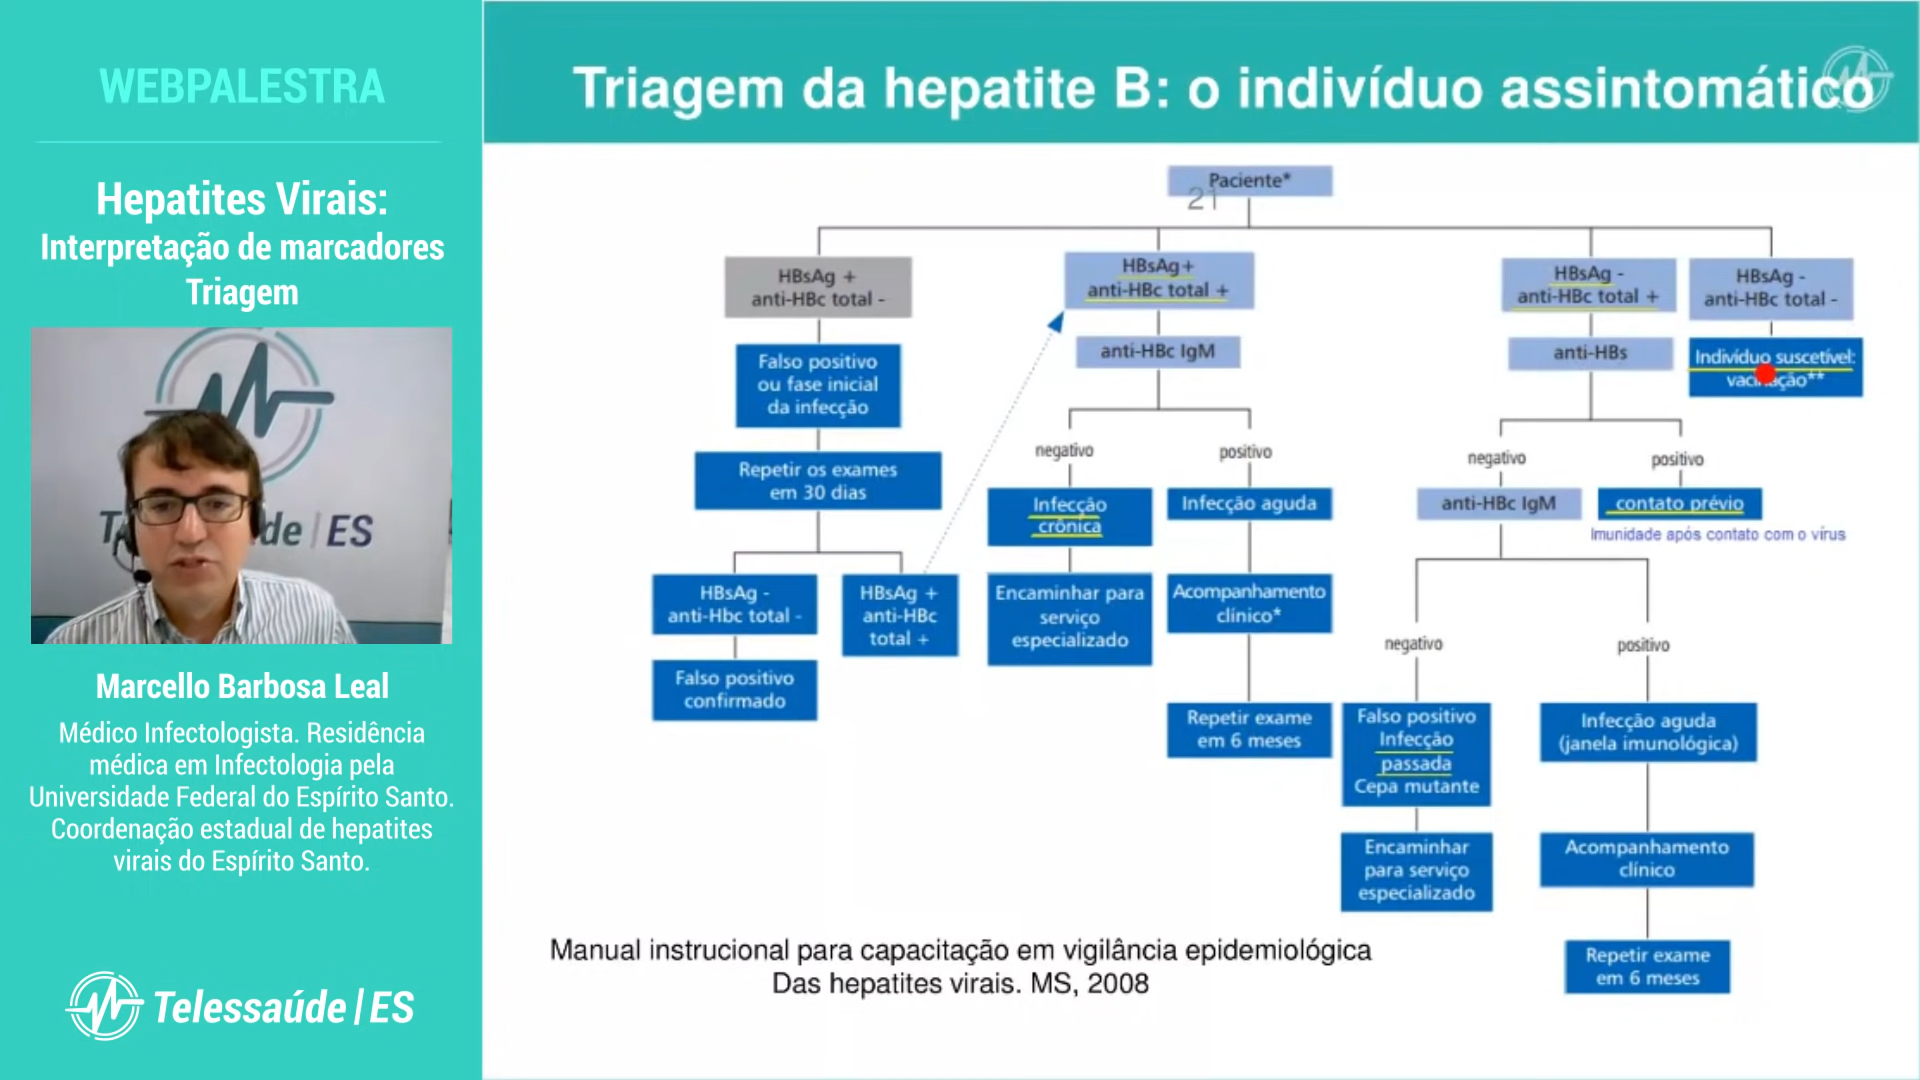 WEBPALESTRA
Hepatites Virais:
Interpretação de marcadores
Triagem
Marcello Barbosa Leal
Médico Infectologista. Residência
médica em Infectologia pela
Universidade Federal do Espírito Santo.
Coordenação estadual de hepatites
virais do Espírito Santo.
Telessaúde|ES
Triagem da hepatite B: o indivíduo assintomático
Paciente*
21
HBsAg +
anti-HBc total -
Falso positivo
ou fase inicial
da infecção
Repetir os exames
em 30 dias
HBsAg -
anti-Hbc total -
Falso positivo
confirmado
HBsAg +
anti-HBc
total +
HBsAg+
anti-HBc total +
anti-HBc IgM
negativo
Infecção
crônica
Encaminhar para
serviço
especializado
positivo
Infecção aguda
Acompanhamento
clínico*
Repetir exame
em 6 meses
HBsAg -
anti-HBc total +
anti-HBs
negativo
anti-HBc IgM
positivo
contato prévio
Imunidade após contato com o vírus
negativo
Falso positivo
Infecção
passada
Cepa mutante
Encaminhar
para serviço
especializado
positivo
Infecção aguda
(janela imunológica)
Acompanhamento
clínico
Repetir exame
em 6 meses
HBsAg -
anti-HBc total -
Indivíduo suscetível:
vacinação**
Manual instrucional para capacitação em vigilância epidemiológica
Das hepatites virais. MS, 2008